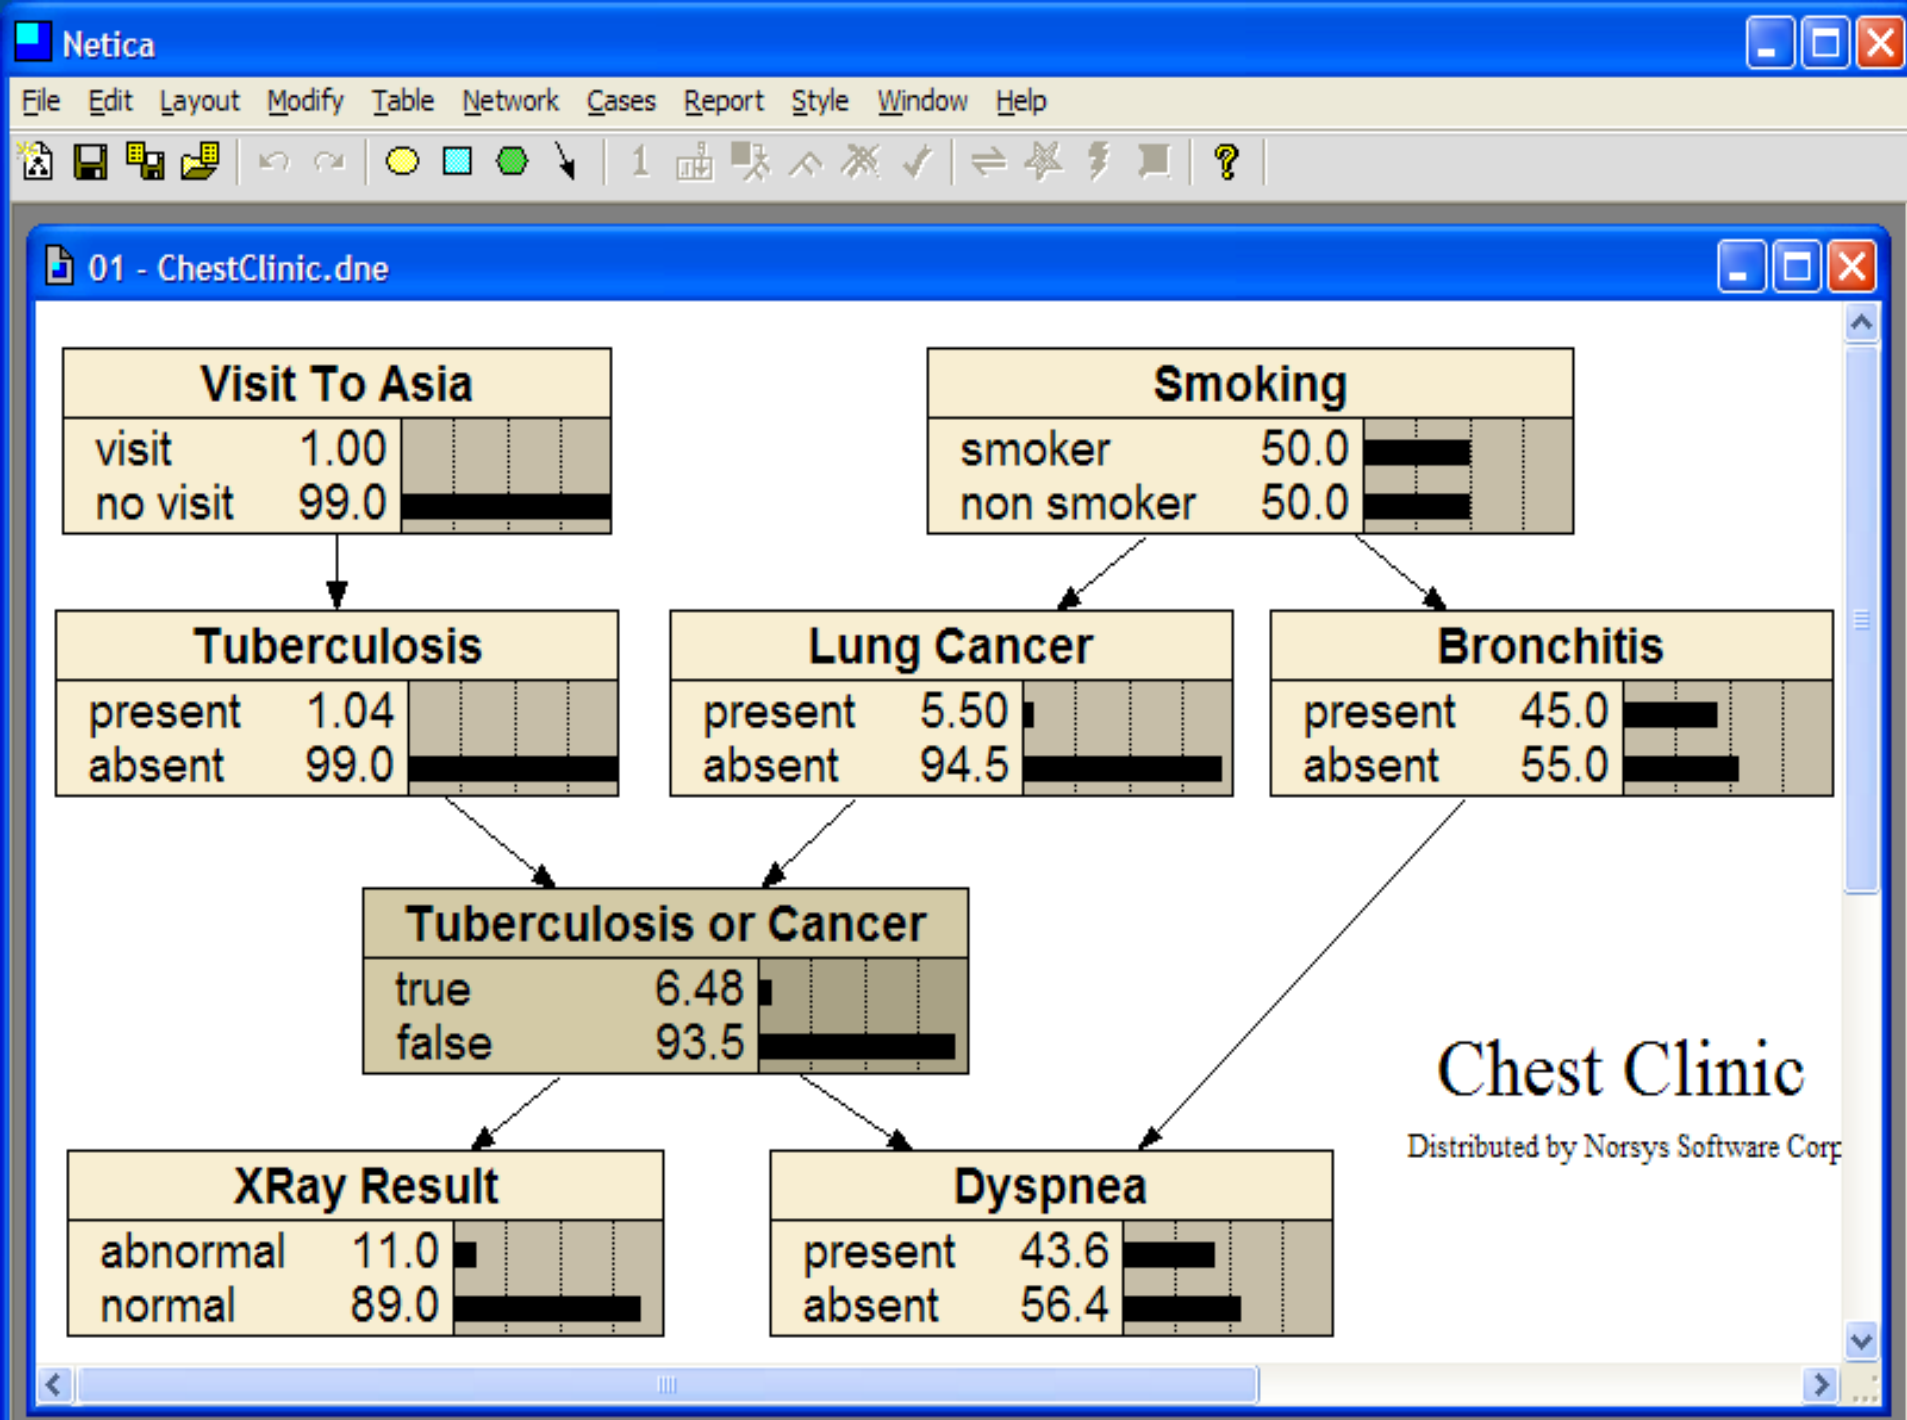 Netica
File Edit Layout Modify Table Network Cases Report Style Window Help
1
?
01 - ChestClinic.dne
Visit To Asia
visit 1.00
no visit 99.0
Smoking
smoker 50.0
non smoker 50.0
Tuberculosis
present 1.04
absent 99.0
Lung Cancer
present 5.50
absent 94.5
Bronchitis
present 45.0
absent 55.0
Tuberculosis or Cancer
true 6.48
false 93.5
Chest Clinic
Distributed by Norsys Software Corp
XRay Result
abnormal 11.0
normal 89.0
Dyspnea
present 43.6
absent 56.4